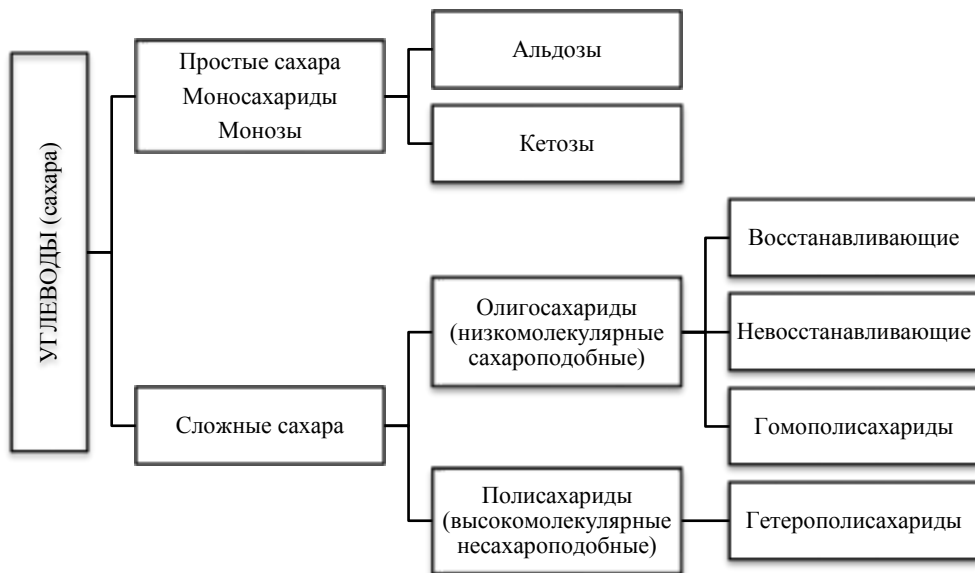 УГЛЕВОДЫ (сахара)
Простые сахара
Моносахариды
Монозы
Альдозы
Кетозы
Сложные сахара
Олигосахариды
(низкомолекулярные
сахароподобные)
Восстанавливающие
Невосстанавливающие
Гомополисахариды
Полисахариды
(высокомолекулярные
несахароподобные)
Гетерополисахариды